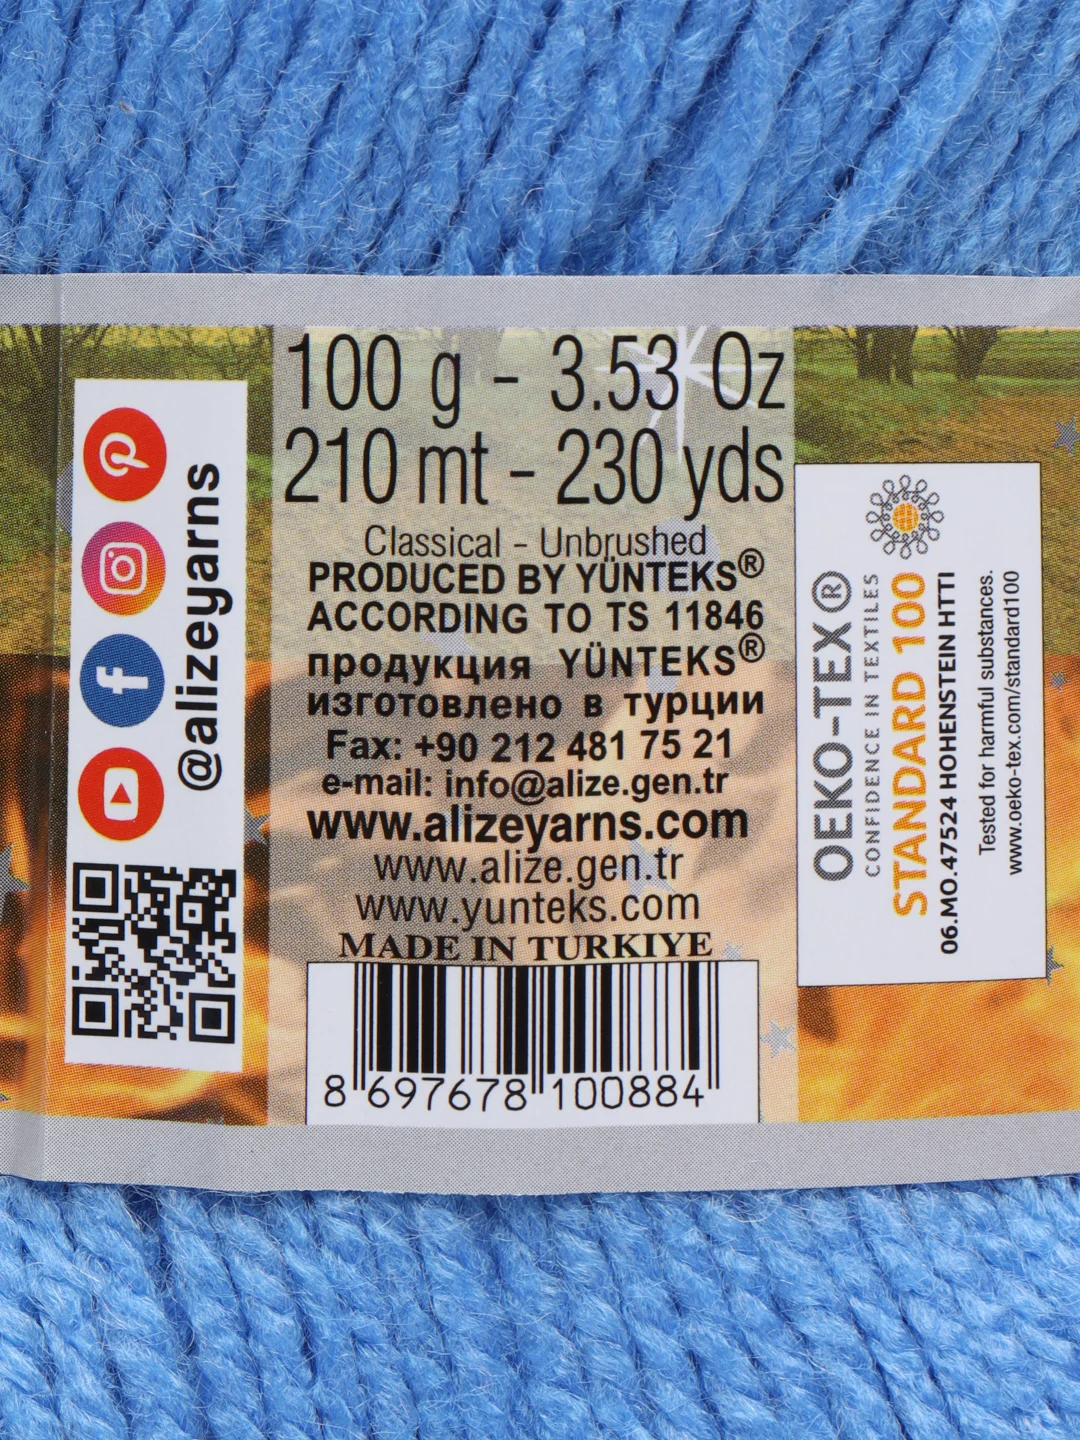 @alizeyarns
100 g - 3.53 Oz
210 mt - 230 yds
Classical - Unbrushed
PRODUCED BY YÜNTEKS®
ACCORDING TO TS 11846
продукция YÜNTEKS®
изготовлено в турции
Fax: +90 212 481 75 21
e-mail: info@alize.gen.tr
www.alizeyarns.com
www.alize.gen.tr
www.yunteks.com
MADE IN TURKIYE
8 697678 100884
OEKO-TEX®
CONFIDENCE IN TEXTILES
STANDARD 100
06.MO.47524 HOHENSTEIN HTTI
Tested for harmful substances.
www.oeko-tex.com/standard100